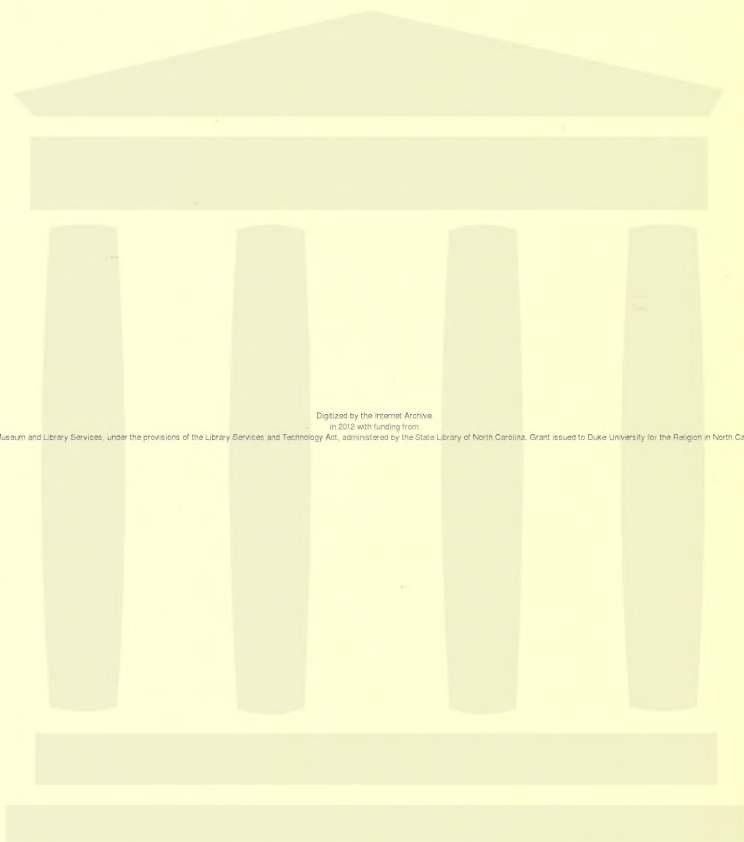 Digitized by the Internet Archive
in 2012 with funding from
useum and Library Services, under the provisions of the Library Services and Technology Act, administered by the State Library of North Carolina. Grant issued to Duke University for the Religion in North Ca